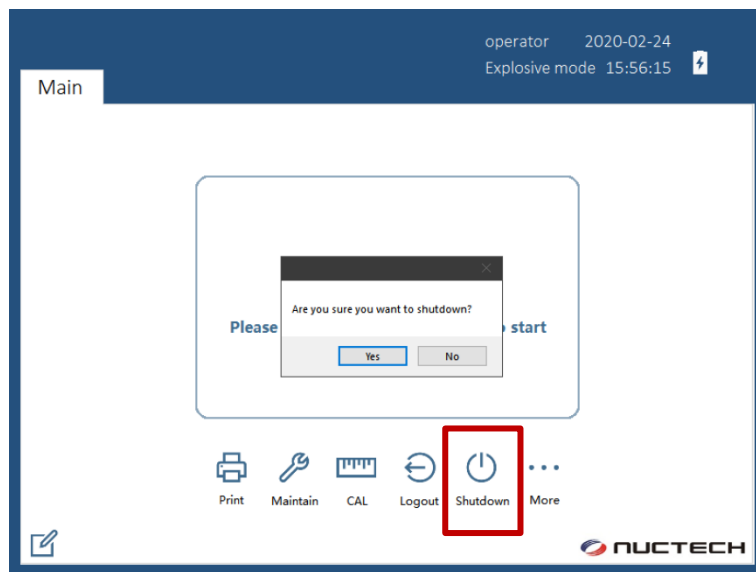 operator 2020-02-24
Explosive mode 15:56:15
Main
Are you sure you want to shutdown?
Please start
Yes No
Print Maintain CAL Logout Shutdown More
NUCTECH